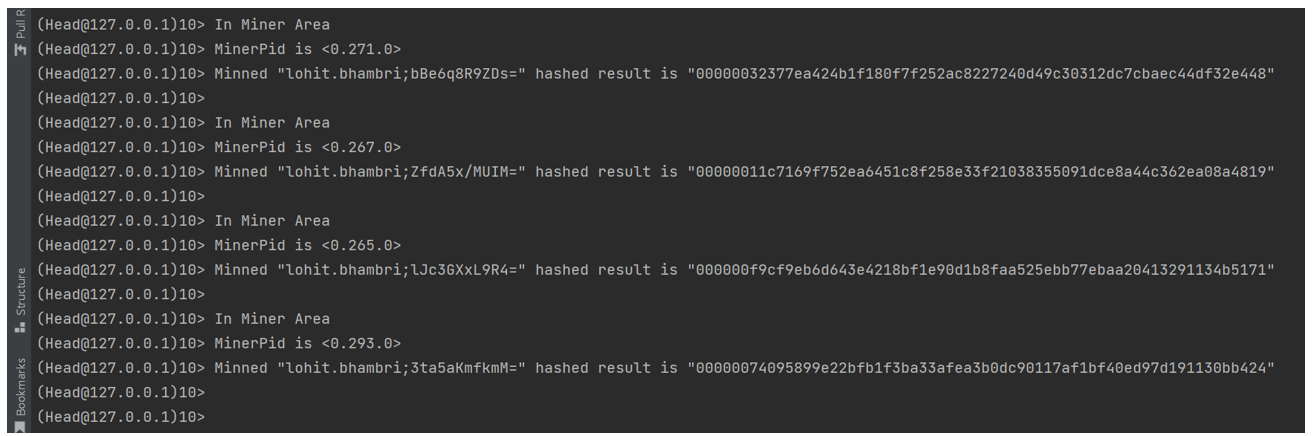 Pull R
Structure
Bookmarks
(Head@127.0.0.1)10> In Miner Area
(Head@127.0.0.1)10> MinerPid is <0.271.0>
(Head@127.0.0.1)10> Minned "lohit.bhambri;bBe6q8R9ZDs=" hashed result is "00000032377ea424b1f180f7f252ac8227240d49c30312dc7cbaec44df32e448"
(Head@127.0.0.1)10>
(Head@127.0.0.1)10> In Miner Area
(Head@127.0.0.1)10> MinerPid is <0.267.0>
(Head@127.0.0.1)10> Minned "lohit.bhambri;ZfdA5x/MUIM=" hashed result is "00000011c7169f752ea6451c8f258e33f21038355091dce8a44c362ea08a4819"
(Head@127.0.0.1)10>
(Head@127.0.0.1)10> In Miner Area
(Head@127.0.0.1)10> MinerPid is <0.265.0>
(Head@127.0.0.1)10> Minned "lohit.bhambri;lJc3GXxL9R4=" hashed result is "000000f9cf9eb6d643e4218bf1e90d1b8faa525ebb77ebaa20413291134b5171"
(Head@127.0.0.1)10>
(Head@127.0.0.1)10> In Miner Area
(Head@127.0.0.1)10> MinerPid is <0.293.0>
(Head@127.0.0.1)10> Minned "lohit.bhambri;3ta5aKmfkmM=" hashed result is "00000074095899e22bfb1f3ba33afea3b0dc90117af1bf40ed97d191130bb424"
(Head@127.0.0.1)10>
(Head@127.0.0.1)10>